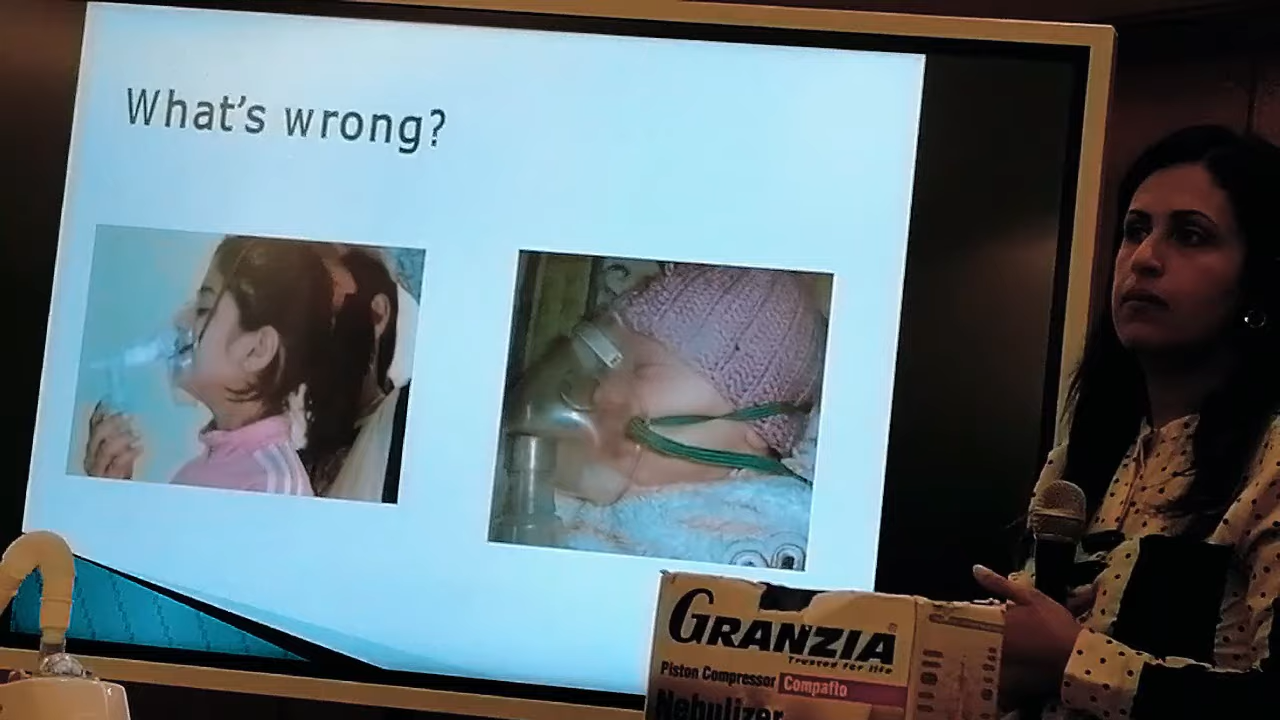 What's wrong?
GRANZIA
Trusted for life
Piston Compressor Compaflo
Nebulizer